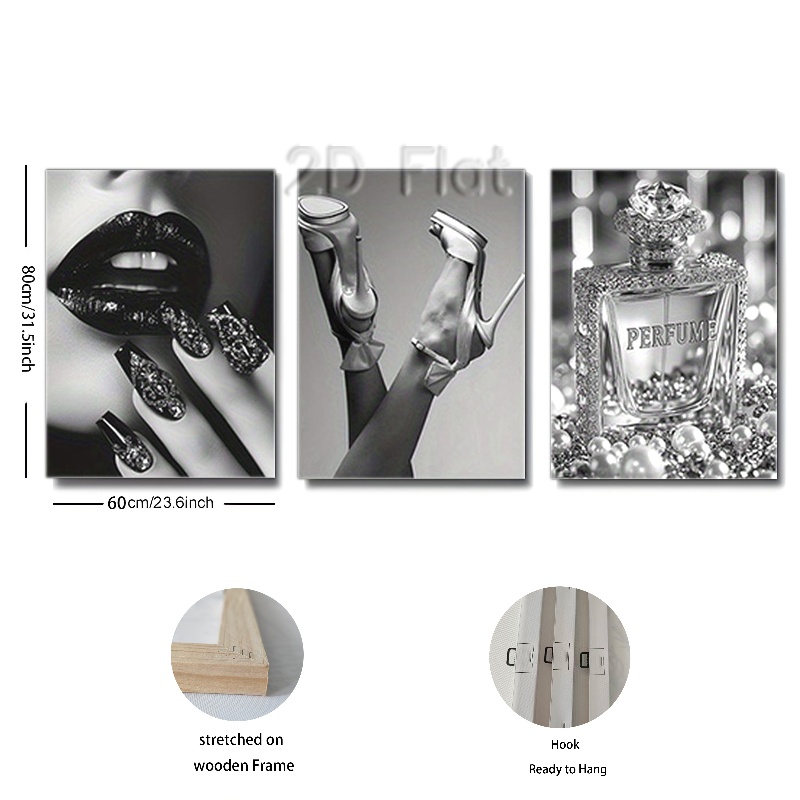 2D Flat
80cm/31.5inch
PERFUME
60cm/23.6inch
stretched on
wooden Frame
Hook
Ready to Hang